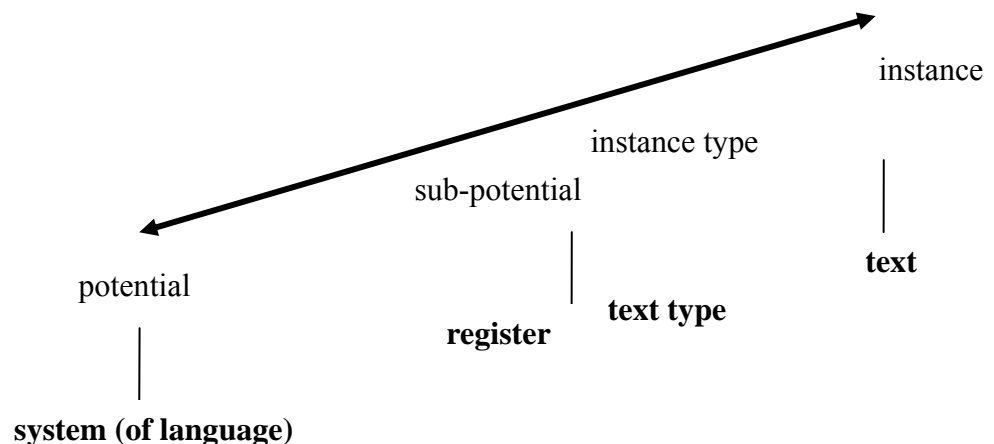 instance
instance type
sub-potential
text
potential
text type
register
system (of language)